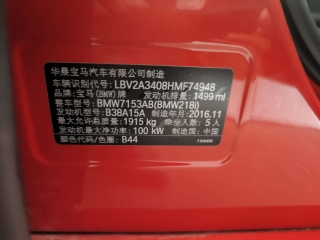 华晨宝马汽车有限公司制造
车辆识别代号: LBV2A3408HMF74948
品牌: 宝马(BMW)牌 发动机排量: 1499 ml
整车型号: BMW7153AB(BMW218i)
发动机型号: B38A15A 制造年月: 2016.11
最大允许总质量: 1915 kg 乘坐人数: 5 人
发动机最大净功率: 100 kW 制造国: 中国
颜色代码/色圈: B44